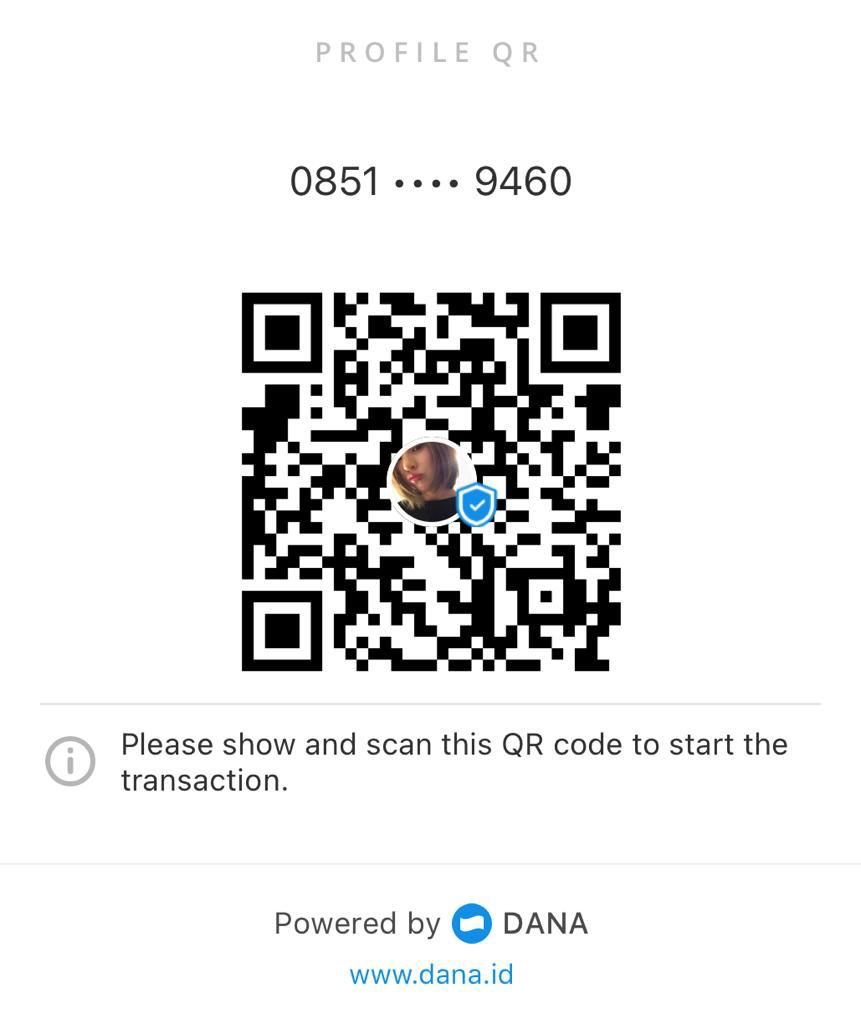 PROFILE QR
0851 •••• 9460
Please show and scan this QR code to start the
transaction.
Powered by DANA
www.dana.id